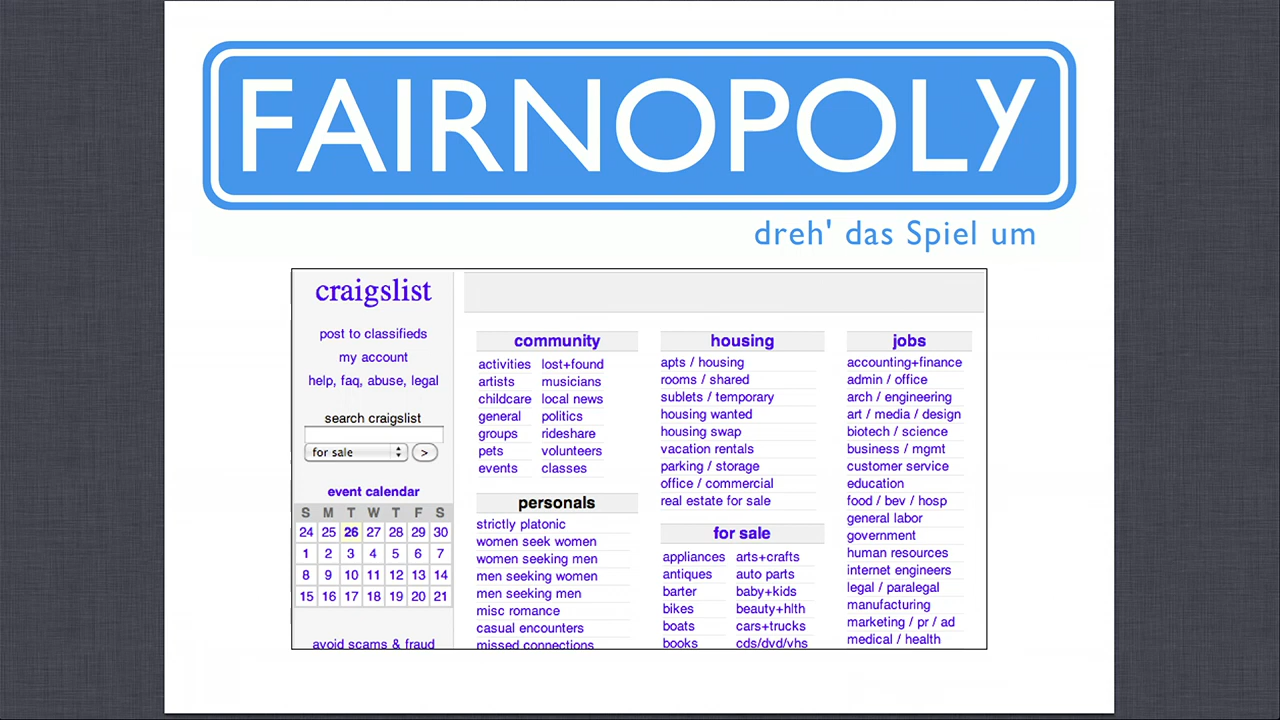 FAIRNOPOLY
dreh' das Spiel um
craigslist
post to classifieds
my account
help, faq, abuse, legal
search craigslist
for sale
>
event calendar
S M T W T F S
24 25 26 27 28 29 30
1 2 3 4 5 6 7
8 9 10 11 12 13 14
15 16 17 18 19 20 21
avoid scams & fraud
community
activities lost+found
artists musicians
childcare local news
general politics
groups rideshare
pets volunteers
events classes
personals
strictly platonic
women seek women
women seeking men
men seeking women
men seeking men
misc romance
casual encounters
missed connections
housing
apts / housing
rooms / shared
sublets / temporary
housing wanted
housing swap
vacation rentals
parking / storage
office / commercial
real estate for sale
for sale
appliances arts+crafts
antiques auto parts
barter baby+kids
bikes beauty+hlth
boats cars+trucks
books cds/dvd/vhs
jobs
accounting+finance
admin / office
arch / engineering
art / media / design
biotech / science
business / mgmt
customer service
education
food / bev / hosp
general labor
government
human resources
internet engineers
legal / paralegal
manufacturing
marketing / pr / ad
medical / health